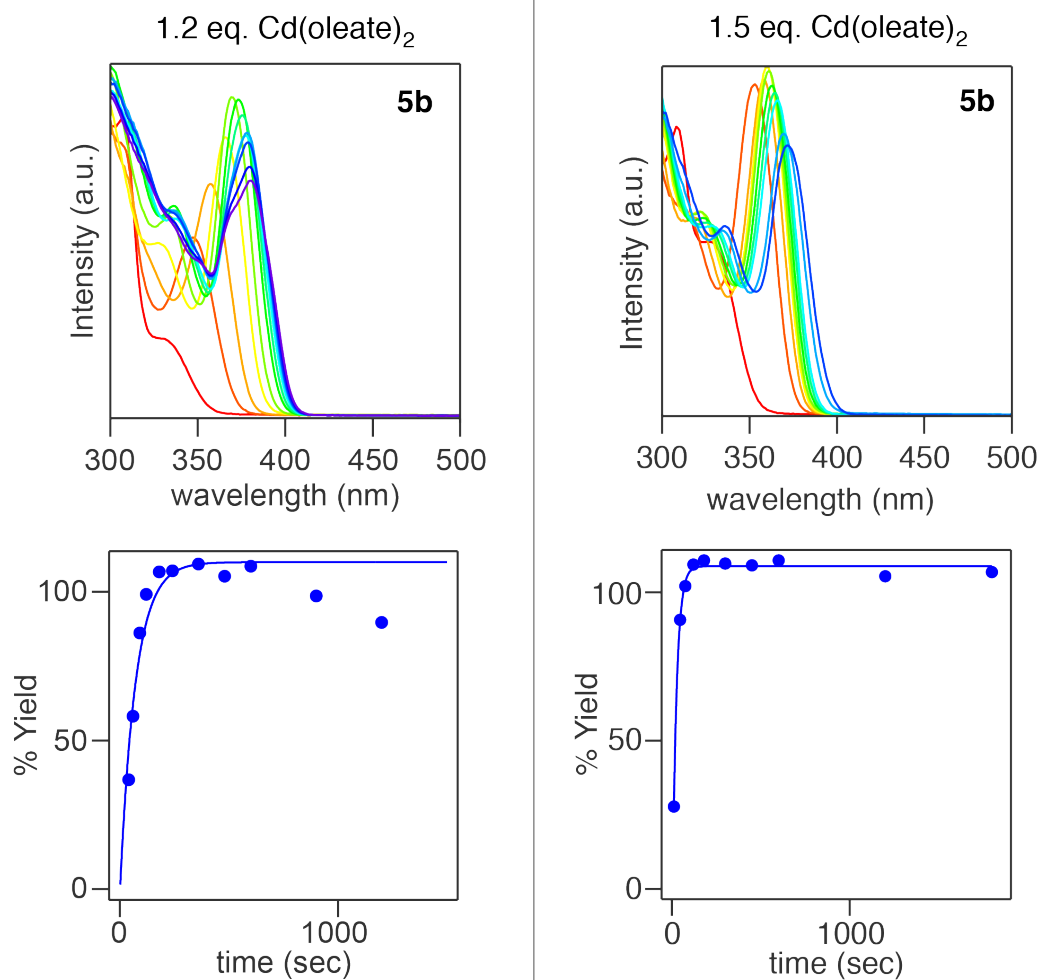 1.2 eq. Cd(oleate)2
5b
Intensity (a.u.)
300 350 400 450 500
wavelength (nm)
100
50
0
% Yield
0 1000
time (sec)
1.5 eq. Cd(oleate)2
5b
Intensity (a.u.)
300 350 400 450 500
wavelength (nm)
100
50
0
% Yield
0 1000
time (sec)